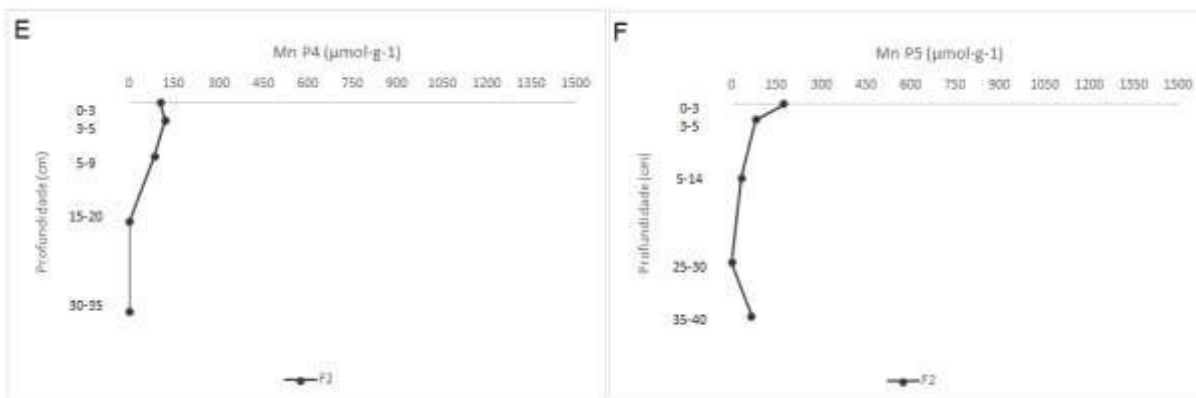 E
Mn P4 (µmol·g-1)
0 150 300 450 600 750 900 1050 1200 1350 1500
Profundidade (cm)
0-3
3-5
5-9
15-20
30-35
F2
F
Mn P5 (µmol·g-1)
0 150 300 450 600 750 900 1050 1200 1350 1500
Profundidade (cm)
0-3
3-5
5-14
25-30
35-40
F2